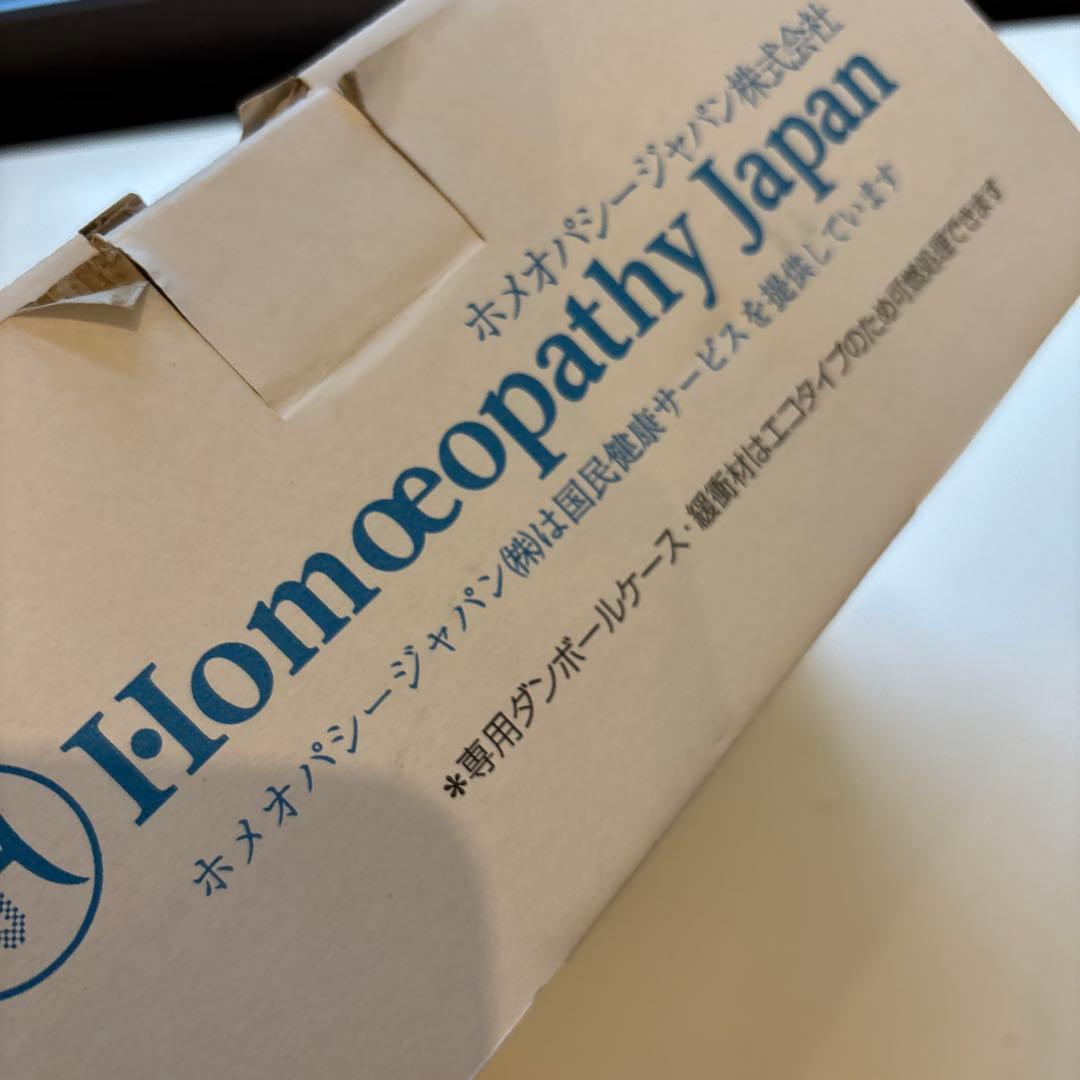 ホメオパシージャパン株式会社
Homœopathy Japan
ホメオパシージャパン㈱は国民健康サービスを提供しています
*専用ダンボールケース・緩衝材はエコタイプのため可燃処理できます